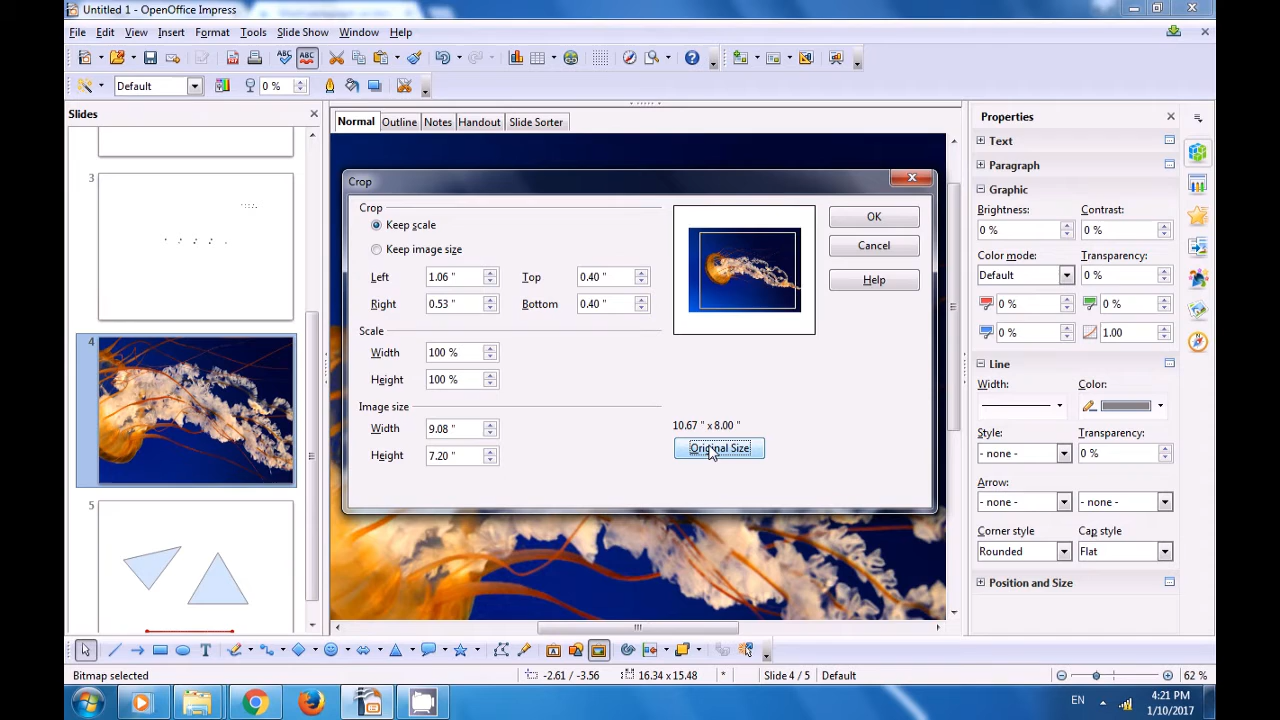 Untitled 1 - OpenOffice Impress
File Edit View Insert Format Tools Slide Show Window Help
Default 0 %
Slides
Normal Outline Notes Handout Slide Sorter
Properties
Text
Paragraph
Graphic
Brightness: Contrast:
0 % 0 %
Color mode: Transparency:
Default 0 %
0 % 0 %
0 % 1.00
Line
Width: Color:
Style: Transparency:
- none - 0 %
Arrow:
- none - - none -
Corner style Cap style
Rounded Flat
Position and Size
3
4
5
Crop
Crop
Keep scale
Keep image size
Left 1.06 " Top 0.40 "
Right 0.53 " Bottom 0.40 "
Scale
Width 100 %
Height 100 %
Image size
Width 9.08 "
Height 7.20 "
10.67 " x 8.00 "
Original Size
OK
Cancel
Help
Bitmap selected -2.61 / -3.56 16.34 x 15.48 * Slide 4 / 5 Default 62 %
EN 4:21 PM
1/10/2017